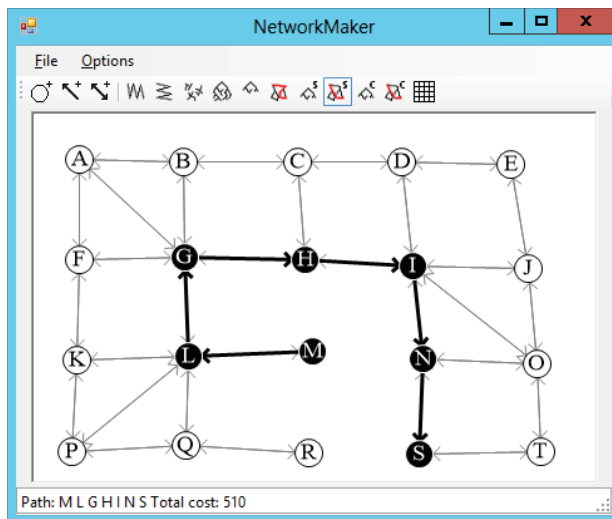 NetworkMaker
File Options
S S C C
A B C D E
F G H I J
K L M N O
P Q R S T
Path: M L G H I N S Total cost: 510